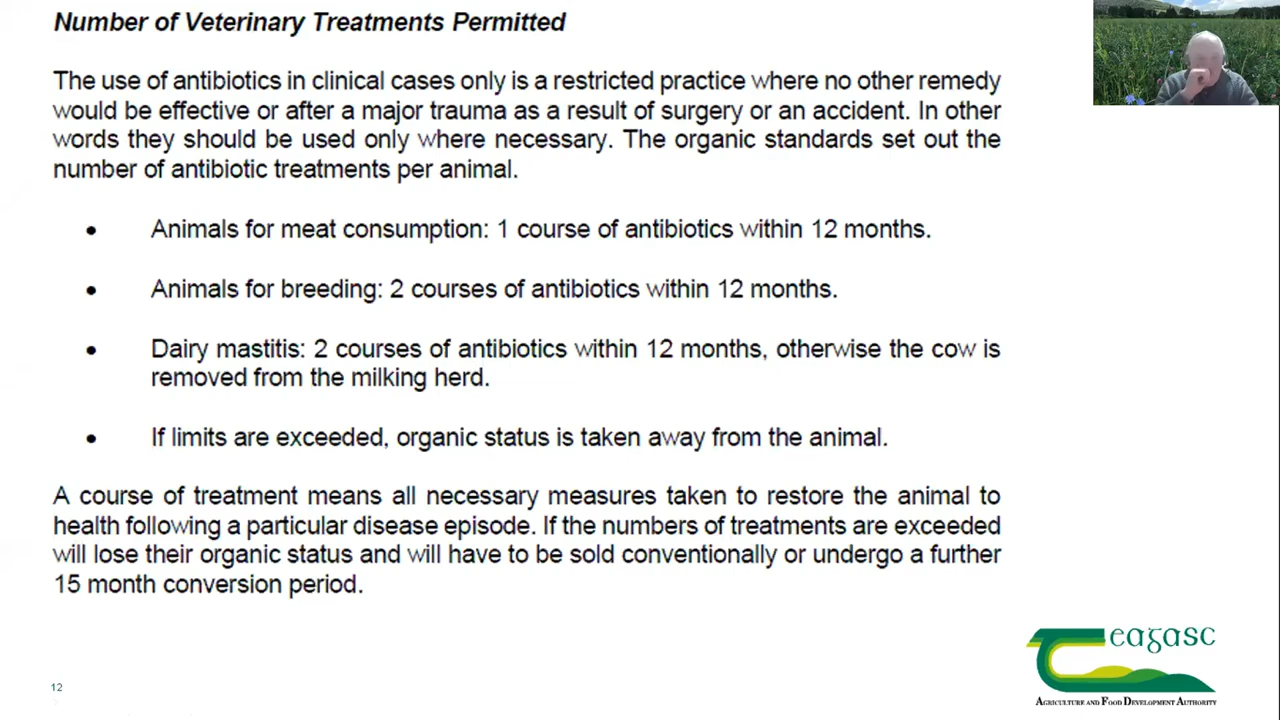 Number of Veterinary Treatments Permitted
The use of antibiotics in clinical cases only is a restricted practice where no other remedy
would be effective or after a major trauma as a result of surgery or an accident. In other
words they should be used only where necessary. The organic standards set out the
number of antibiotic treatments per animal.
• Animals for meat consumption: 1 course of antibiotics within 12 months.
• Animals for breeding: 2 courses of antibiotics within 12 months.
• Dairy mastitis: 2 courses of antibiotics within 12 months, otherwise the cow is
removed from the milking herd.
• If limits are exceeded, organic status is taken away from the animal.
A course of treatment means all necessary measures taken to restore the animal to
health following a particular disease episode. If the numbers of treatments are exceeded
will lose their organic status and will have to be sold conventionally or undergo a further
15 month conversion period.
eagasc
AGRICULTURE AND FOOD DEVELOPMENT AUTHORITY
12